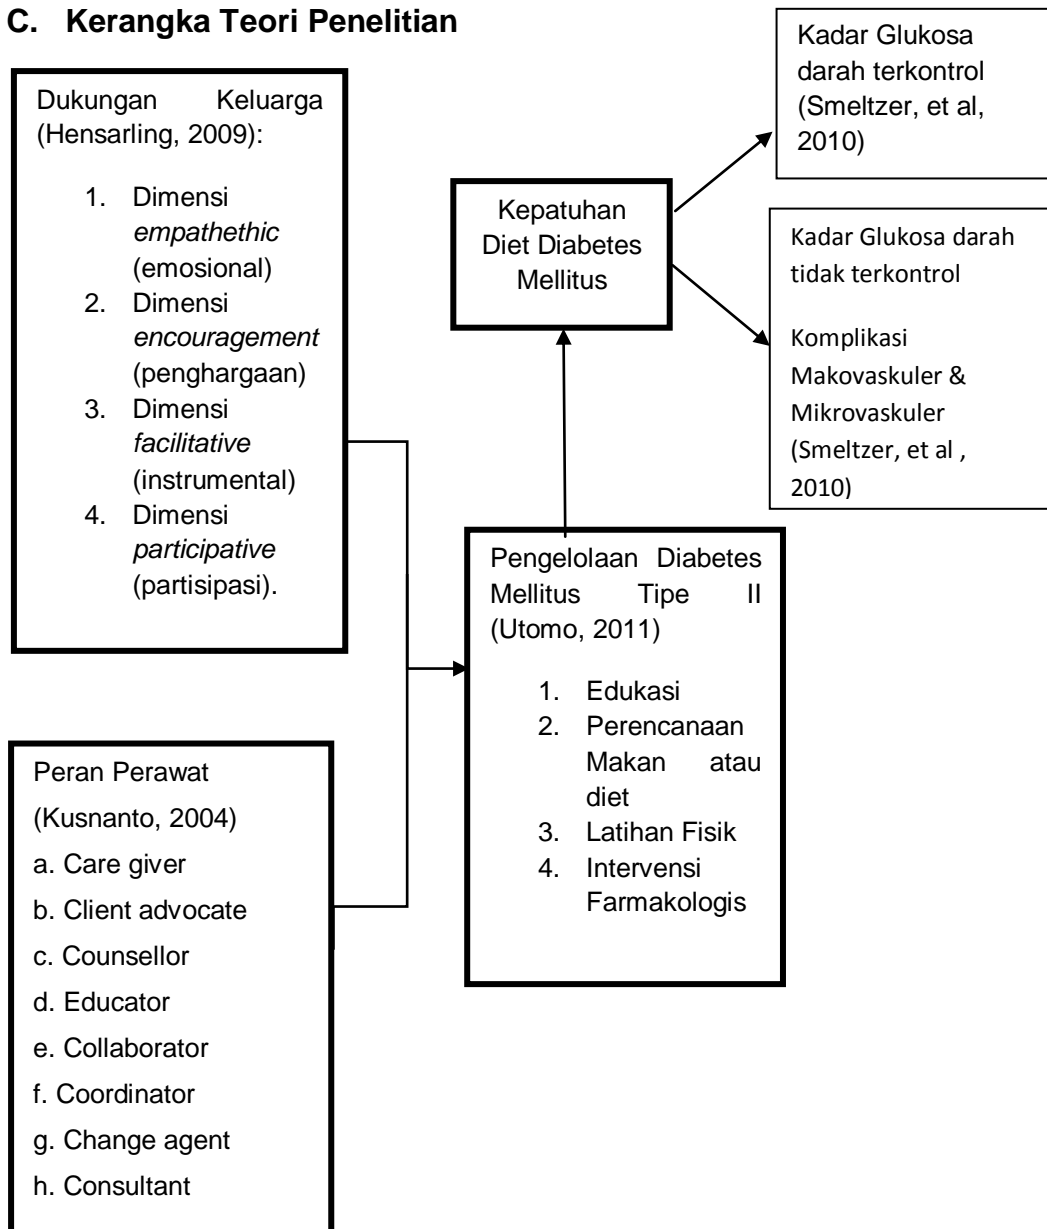 C. Kerangka Teori Penelitian
Dukungan Keluarga
(Hensarling, 2009):
1. Dimensi
empathethic
(emosional)
2. Dimensi
encouragement
(penghargaan)
3. Dimensi
facilitative
(instrumental)
4. Dimensi
participative
(partisipasi).
Peran Perawat
(Kusnanto, 2004)
a. Care giver
b. Client advocate
c. Counsellor
d. Educator
e. Collaborator
f. Coordinator
g. Change agent
h. Consultant
Pengelolaan Diabetes
Mellitus Tipe II
(Utomo, 2011)
1. Edukasi
2. Perencanaan
Makan atau
diet
3. Latihan Fisik
4. Intervensi
Farmakologis
Kepatuhan
Diet Diabetes
Mellitus
Kadar Glukosa
darah terkontrol
(Smeltzer, et al,
2010)
Kadar Glukosa darah
tidak terkontrol
Komplikasi
Makovaskuler &
Mikrovaskuler
(Smeltzer, et al ,
2010)